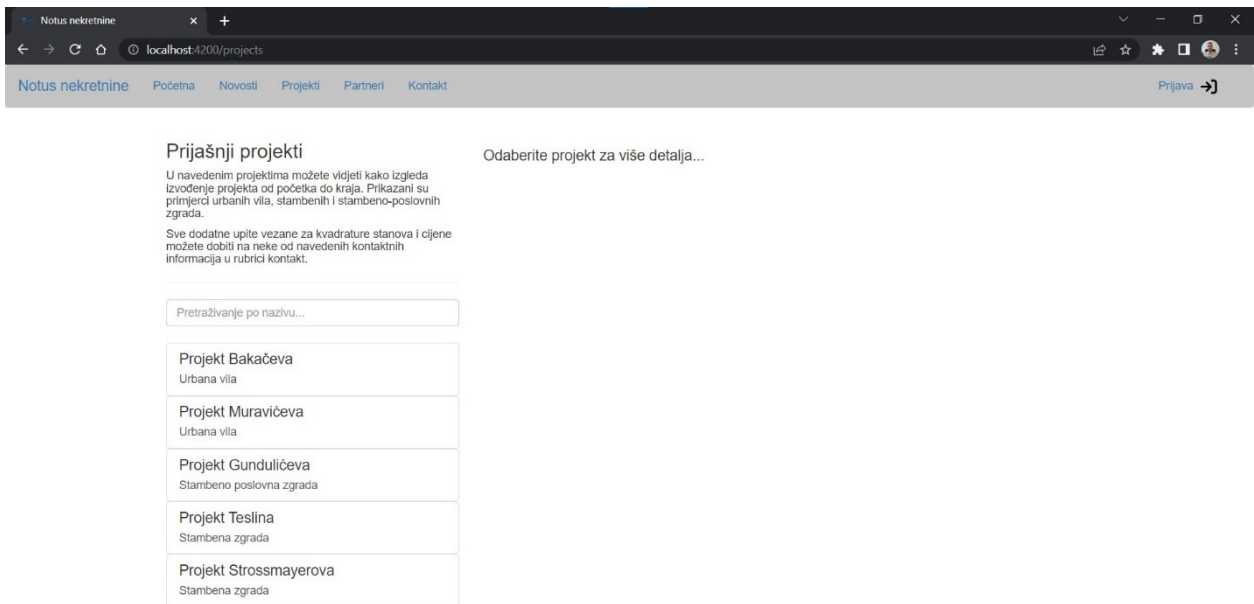 Notus nekretnine
localhost:4200/projects
Notus nekretnine Početna Novosti Projekti Partneri Kontakt Prijava
Prijašnji projekti
U navedenim projektima možete vidjeti kako izgleda
izvođenje projekta od početka do kraja. Prikazani su
primjerci urbanih vila, stambenih i stambeno-poslovnih
zgrada.
Sve dodatne upite vezane za kvadrature stanova i cijene
možete dobiti na neke od navedenih kontaktnih
informacija u rubrici kontakt.
Pretraživanje po nazivu...
Projekt Bakačeva
Urbana vila
Projekt Muravićeva
Urbana vila
Projekt Gundulićeva
Stambeno poslovna zgrada
Projekt Teslina
Stambena zgrada
Projekt Strossmayerova
Stambena zgrada
Odaberite projekt za više detalja...